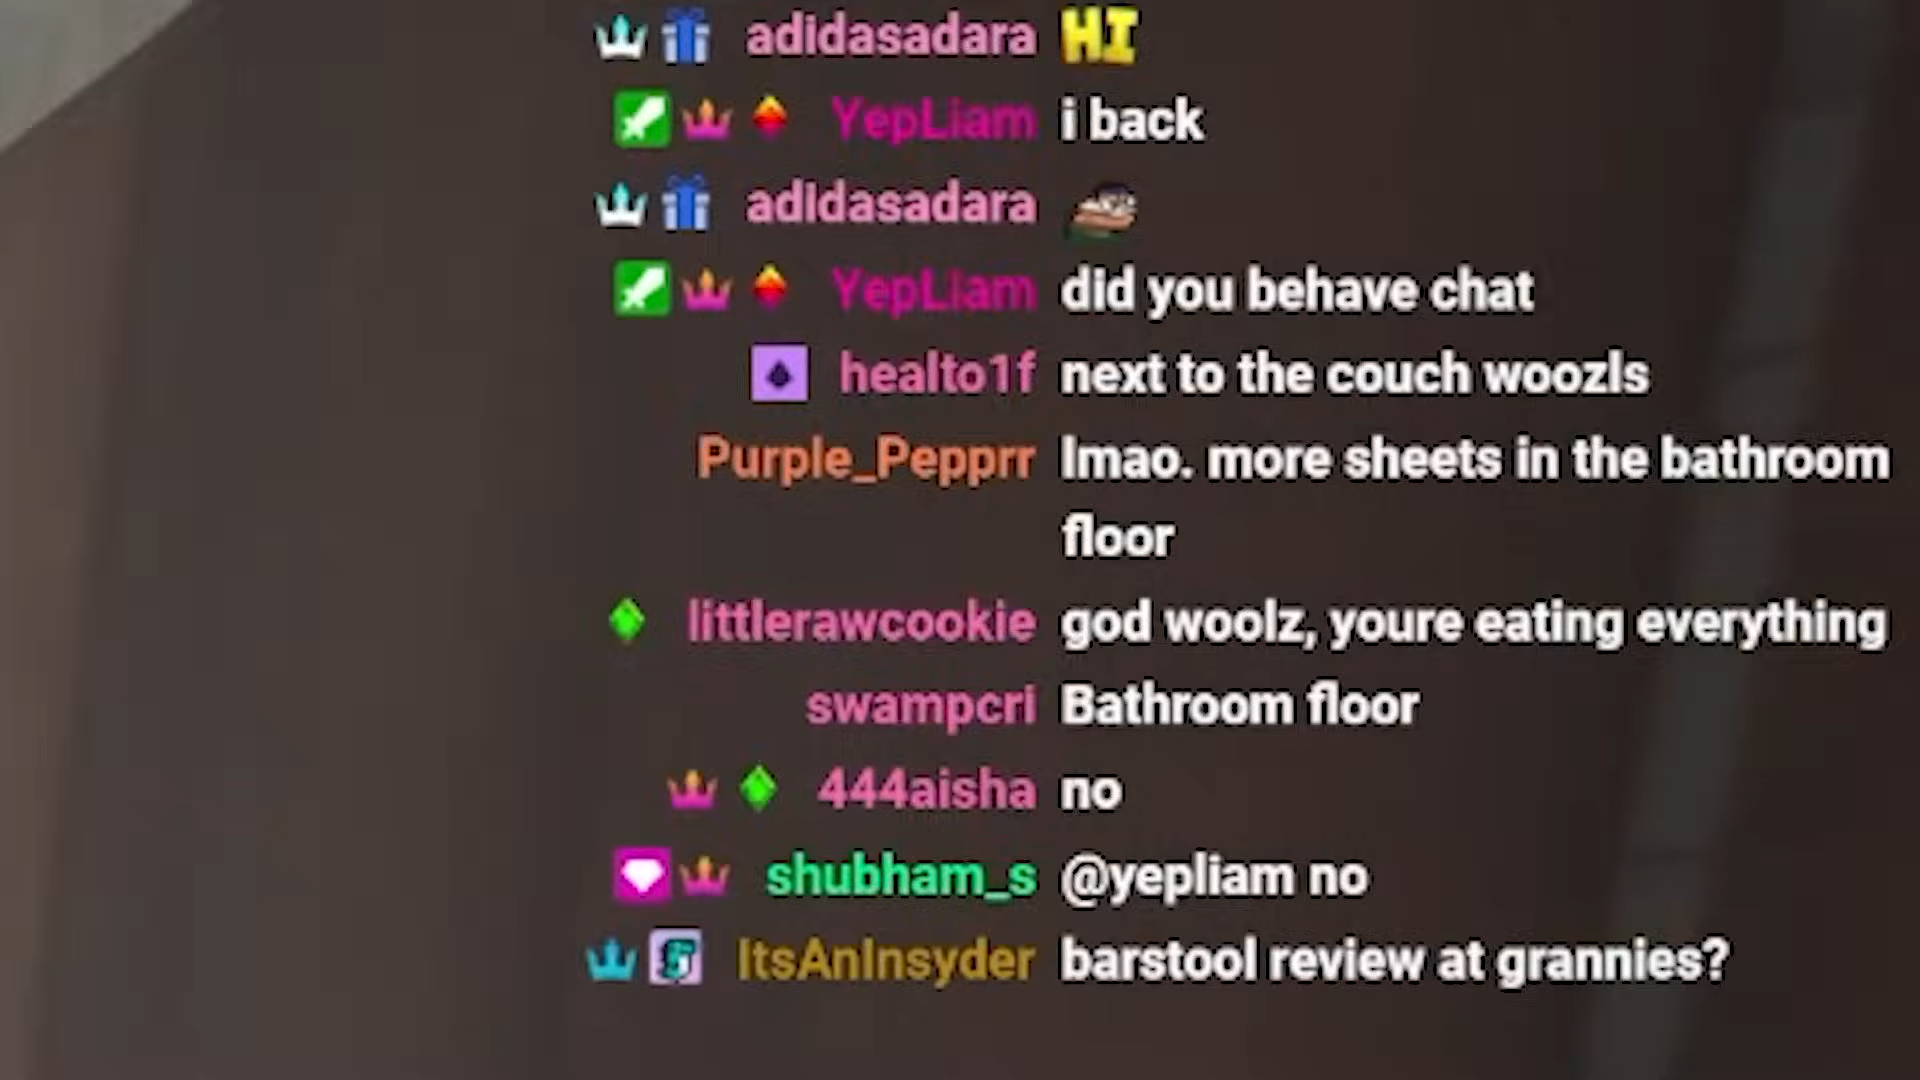 adidasadara HI
YepLiam i back
adidasadara
YepLiam did you behave chat
healto1f next to the couch woozls
Purple_Pepprr lmao. more sheets in the bathroom
floor
littlerawcookie god woolz, youre eating everything
swampcri Bathroom floor
444aisha no
shubham_s @yepliam no
ItsAnInsyder barstool review at grannies?